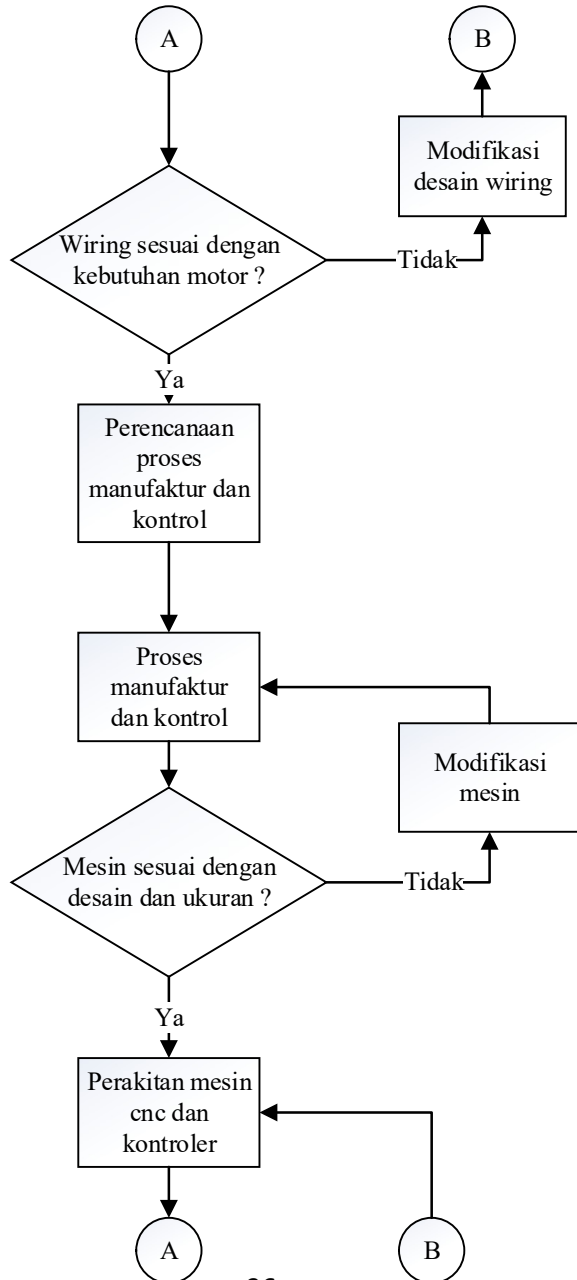 A
B
Modifikasi
desain wiring
Wiring sesuai dengan
kebutuhan motor ?
Tidak
Ya
Perencanaan
proses
manufaktur dan
kontrol
Proses
manufaktur
dan kontrol
Modifikasi
mesin
Mesin sesuai dengan
desain dan ukuran ?
Tidak
Ya
Perakitan mesin
cnc dan
kontroler
A
B